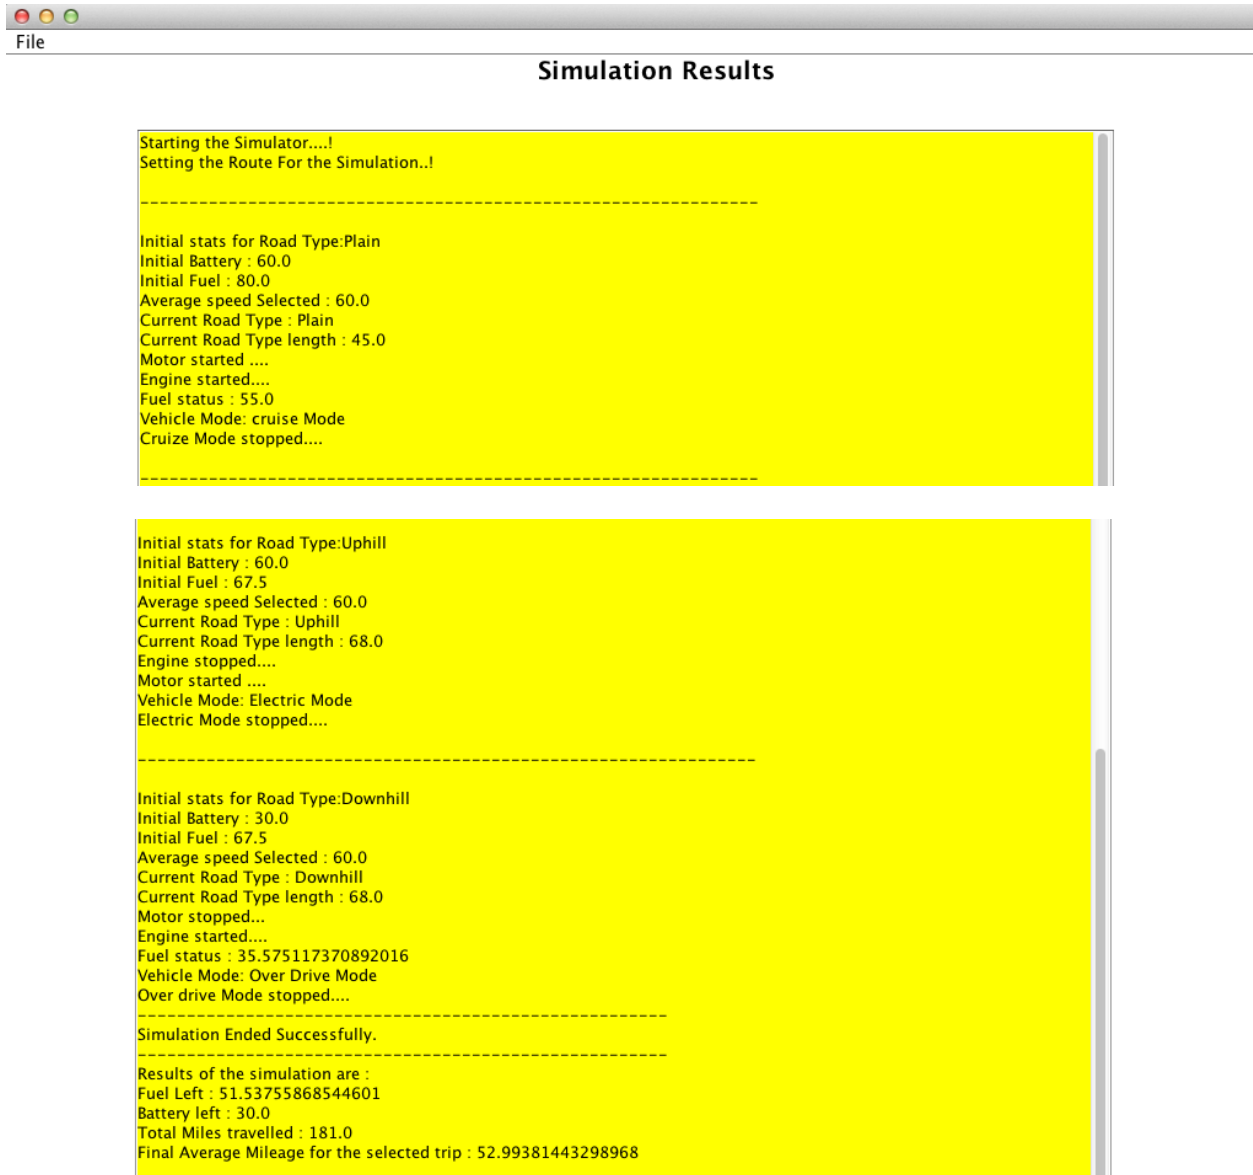 File
Simulation Results
Starting the Simulator....!
Setting the Route For the Simulation..!
---------------------------------------------------------------
Initial stats for Road Type:Plain
Initial Battery : 60.0
Initial Fuel : 80.0
Average speed Selected : 60.0
Current Road Type : Plain
Current Road Type length : 45.0
Motor started ....
Engine started....
Fuel status : 55.0
Vehicle Mode: cruise Mode
Cruize Mode stopped....
---------------------------------------------------------------
Initial stats for Road Type:Uphill
Initial Battery : 60.0
Initial Fuel : 67.5
Average speed Selected : 60.0
Current Road Type : Uphill
Current Road Type length : 68.0
Engine stopped....
Motor started ....
Vehicle Mode: Electric Mode
Electric Mode stopped....
---------------------------------------------------------------
Initial stats for Road Type:Downhill
Initial Battery : 30.0
Initial Fuel : 67.5
Average speed Selected : 60.0
Current Road Type : Downhill
Current Road Type length : 68.0
Motor stopped...
Engine started....
Fuel status : 35.575117370892016
Vehicle Mode: Over Drive Mode
Over drive Mode stopped....
------------------------------------------------------
Simulation Ended Successfully.
------------------------------------------------------
Results of the simulation are :
Fuel Left : 51.53755868544601
Battery left : 30.0
Total Miles travelled : 181.0
Final Average Mileage for the selected trip : 52.99381443298968